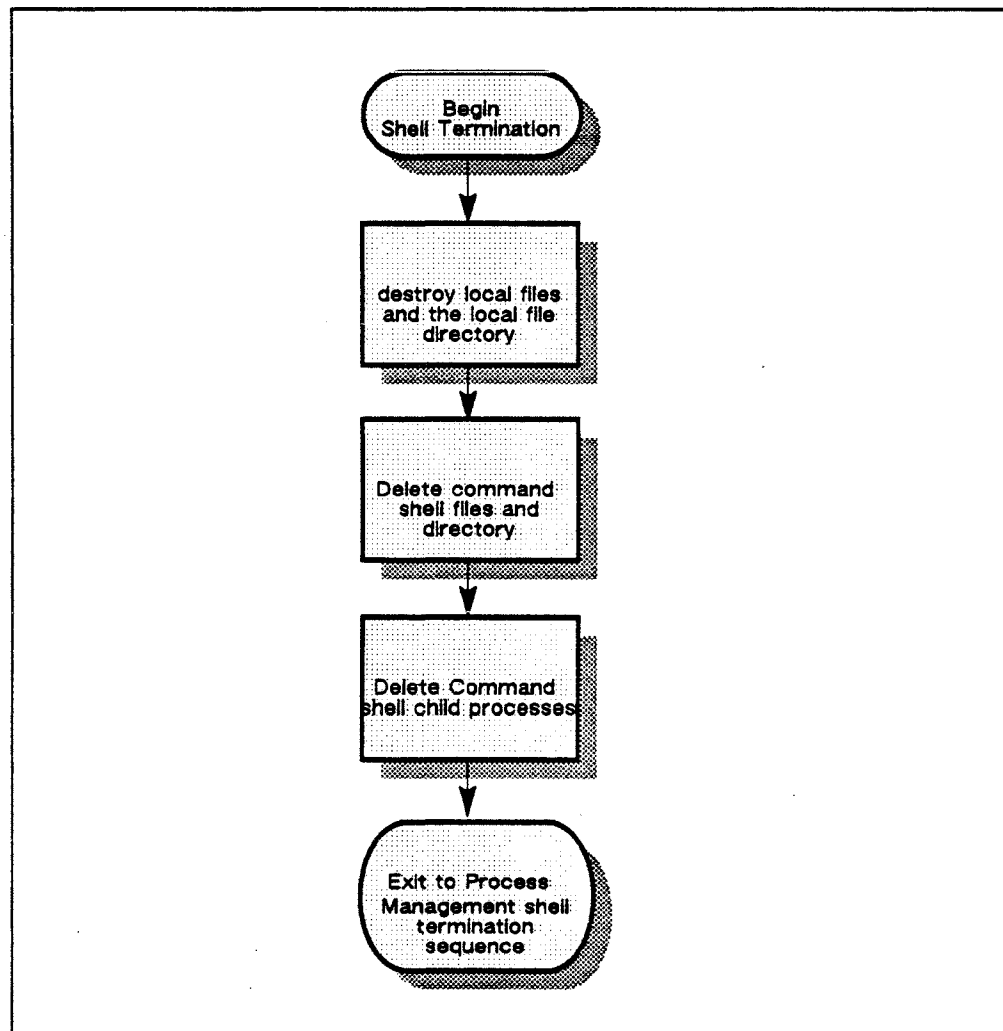 Begin
Shell Termination
destroy local files
and the local file
directory
Delete command
shell files and
directory
Delete Command
shell child processes
Exit to Process
Management shell
termination
sequence